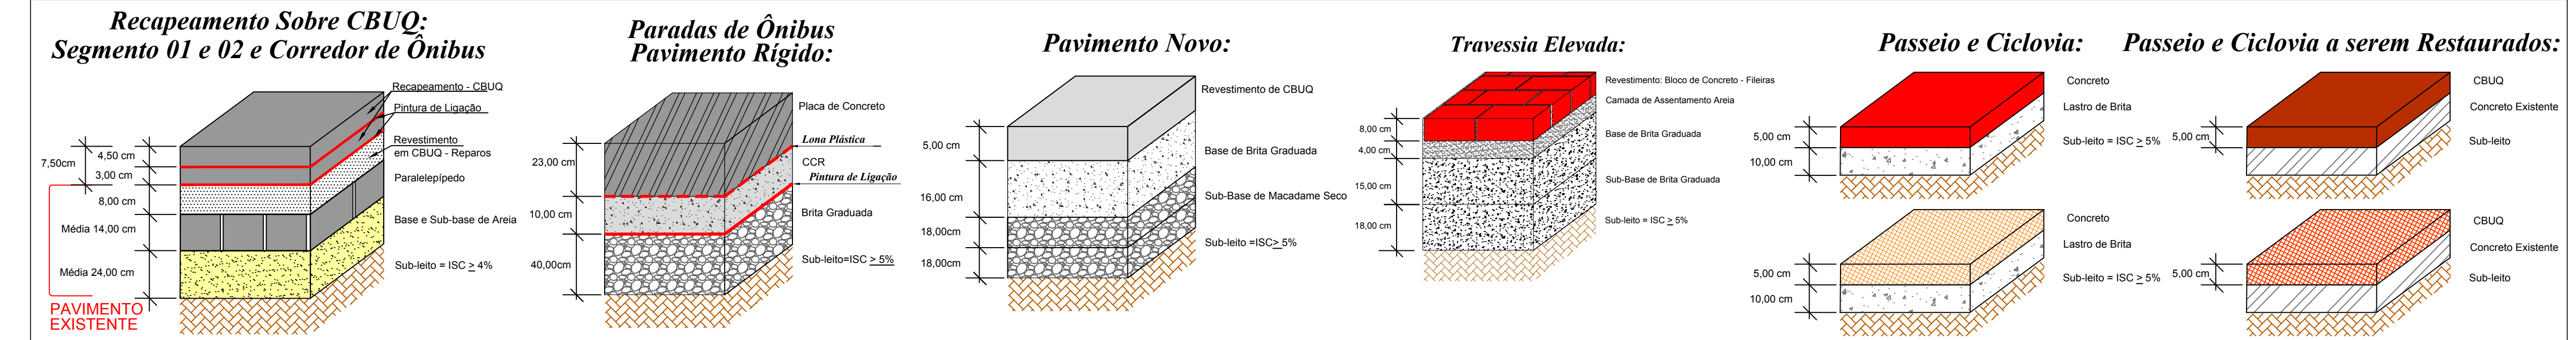 Recapeamento Sobre CBUQ:
Segmento 01 e 02 e Corredor de Ônibus
Recapeamento - CBUQ
Pintura de Ligação
Revestimento
em CBUQ - Reparos
Paralelepípedo
Base e Sub-base de Areia
Sub-leito = ISC ≥ 4%
7,50cm
4,50 cm
3,00 cm
8,00 cm
Média 14,00 cm
Média 24,00 cm
PAVIMENTO
EXISTENTE
Paradas de Ônibus
Pavimento Rígido:
Placa de Concreto
Lona Plástica
CCR
Pintura de Ligação
Brita Graduada
Sub-leito=ISC ≥ 5%
23,00 cm
10,00 cm
40,00cm
Pavimento Novo:
Revestimento de CBUQ
Base de Brita Graduada
Sub-Base de Macadame Seco
Sub-leito =ISC≥ 5%
5,00 cm
16,00 cm
18,00cm
18,00cm
Travessia Elevada:
Revestimento: Bloco de Concreto - Fileiras
Camada de Assentamento Areia
Base de Brita Graduada
Sub-Base de Brita Graduada
Sub-leito = ISC ≥ 5%
8,00 cm
4,00 cm
15,00 cm
18,00 cm
Passeio e Ciclovia:
Concreto
Lastro de Brita
Sub-leito = ISC ≥ 5%
5,00 cm
10,00 cm
Concreto
Lastro de Brita
Sub-leito = ISC ≥ 5%
5,00 cm
10,00 cm
Passeio e Ciclovia a serem Restaurados:
CBUQ
Concreto Existente
Sub-leito
5,00 cm
CBUQ
Concreto Existente
Sub-leito
5,00 cm